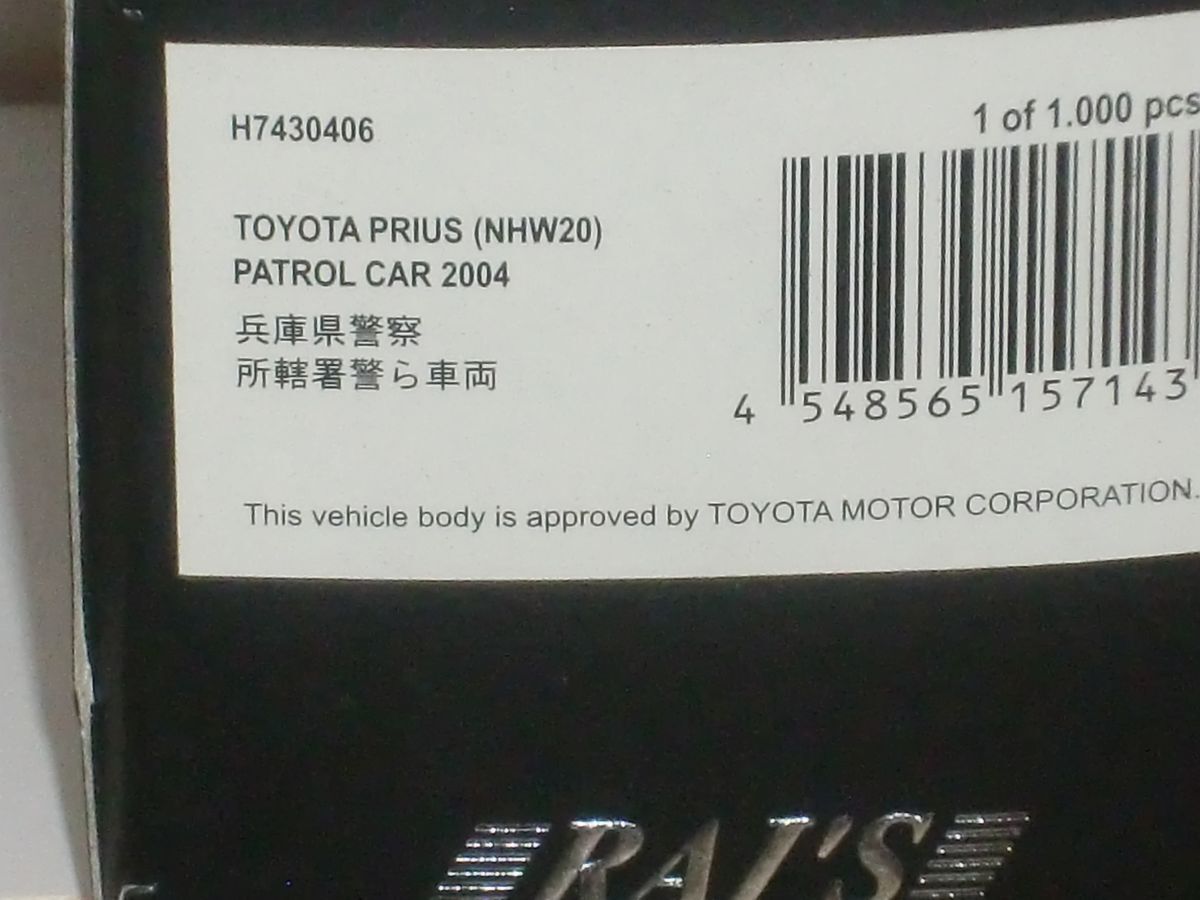 H7430406
1 of 1.000 pcs
TOYOTA PRIUS (NHW20)
PATROL CAR 2004
兵庫県警察
所轄署警ら車両
4 548565 157143
This vehicle body is approved by TOYOTA MOTOR CORPORATION.
RAI'S